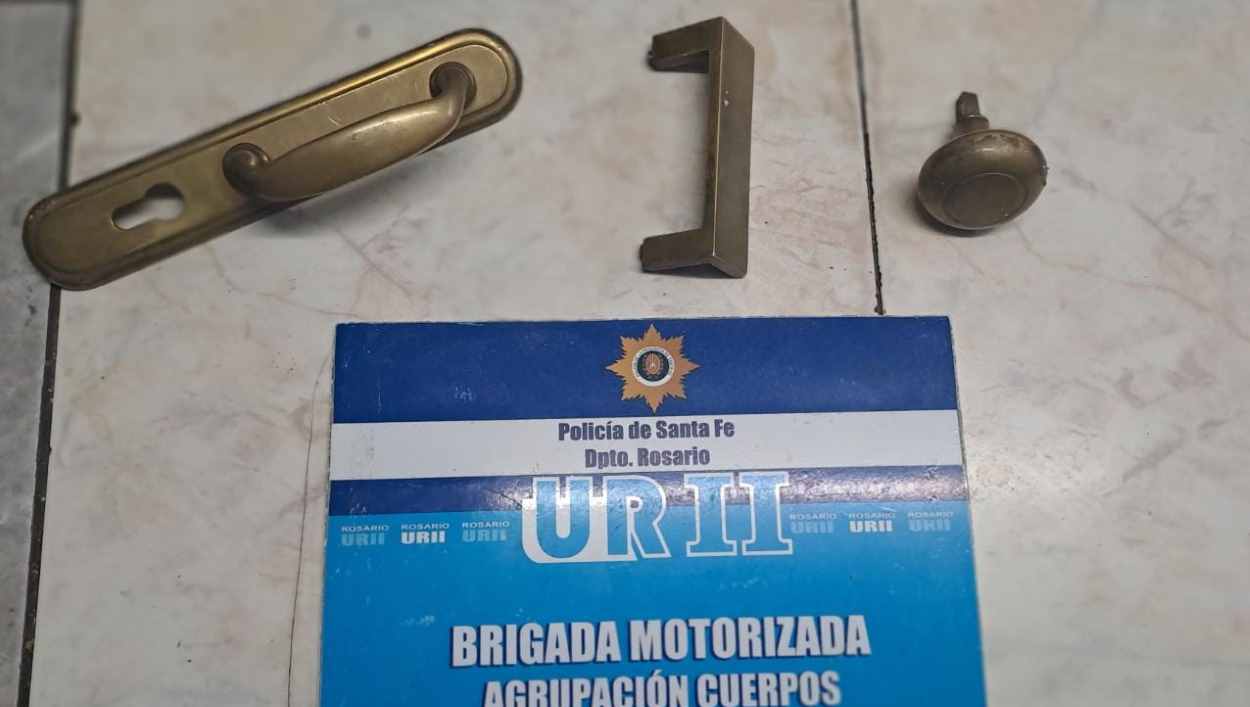 Policía de Santa Fe
Dpto. Rosario
URII
ROSARIO ROSARIO ROSARIO ROSARIO ROSARIO ROSARIO
URII URII URII URII URII URII
BRIGADA MOTORIZADA
AGRUPACIÓN CUERPOS